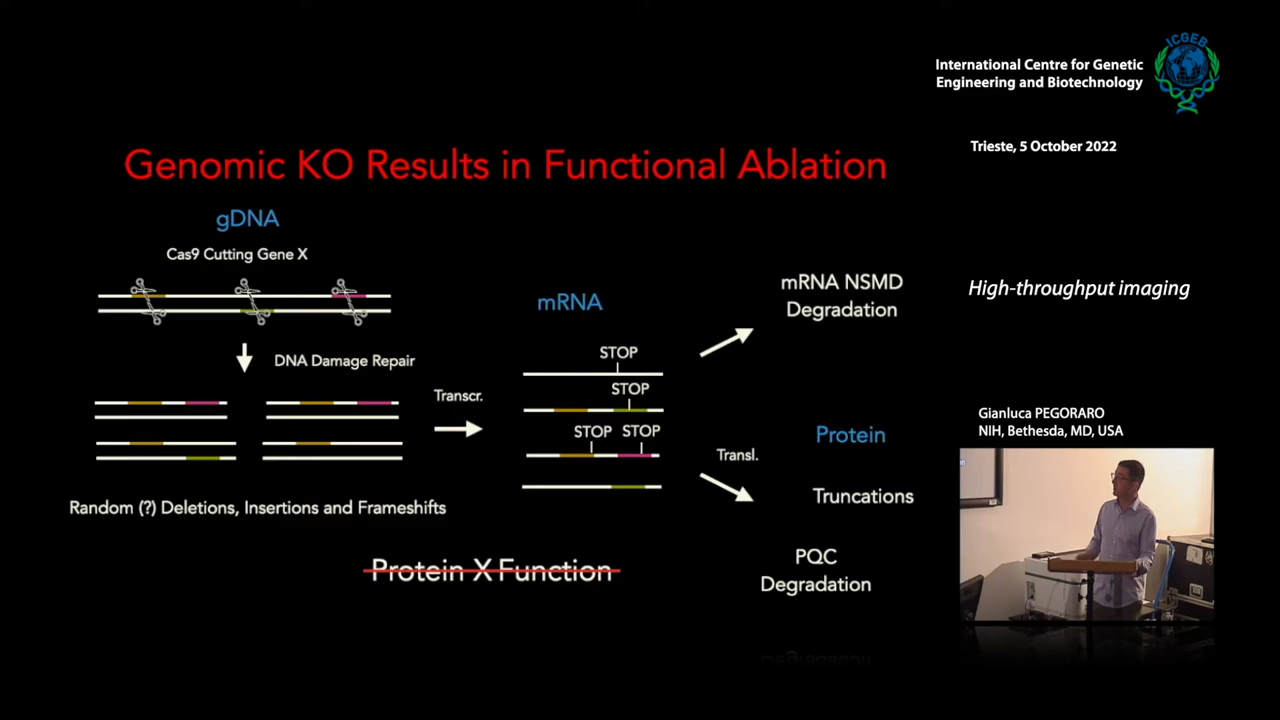 ICGEB
International Centre for Genetic
Engineering and Biotechnology
Trieste, 5 October 2022
Genomic KO Results in Functional Ablation
gDNA
Cas9 Cutting Gene X
DNA Damage Repair
Random (?) Deletions, Insertions and Frameshifts
Transcr.
mRNA
STOP
STOP
STOP STOP
mRNA NSMD
Degradation
Transl.
Protein
Truncations
PQC
Degradation
Protein X Function
High-throughput imaging
Gianluca PEGORARO
NIH, Bethesda, MD, USA